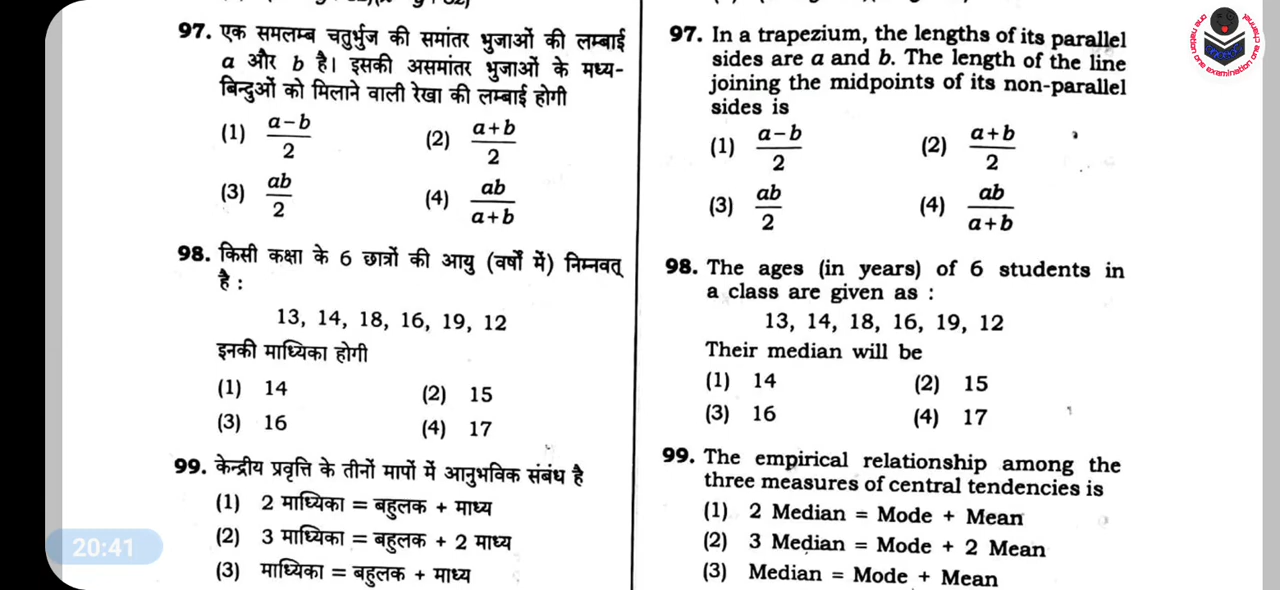 97. एक समलम्ब चतुर्भुज की समांतर भुजाओं की लम्बाई
a और b है। इसकी असमांतर भुजाओं के मध्य-
बिन्दुओं को मिलाने वाली रेखा की लम्बाई होगी
(1) a−b/2 (2) a+b/2
(3) ab/2 (4) ab/a+b
98. किसी कक्षा के 6 छात्रों की आयु (वर्षों में) निम्नवत्
है :
13, 14, 18, 16, 19, 12
इनकी माध्यिका होगी
(1) 14 (2) 15
(3) 16 (4) 17
99. केन्द्रीय प्रवृत्ति के तीनों मापों में आनुभविक संबंध है
(1) 2 माध्यिका = बहुलक + माध्य
(2) 3 माध्यिका = बहुलक + 2 माध्य
(3) माध्यिका = बहुलक + माध्य
20:41
97. In a trapezium, the lengths of its parallel
sides are a and b. The length of the line
joining the midpoints of its non-parallel
sides is
(1) a−b/2 (2) a+b/2
(3) ab/2 (4) ab/a+b
98. The ages (in years) of 6 students in
a class are given as :
13, 14, 18, 16, 19, 12
Their median will be
(1) 14 (2) 15
(3) 16 (4) 17
99. The empirical relationship among the
three measures of central tendencies is
(1) 2 Median = Mode + Mean
(2) 3 Median = Mode + 2 Mean
(3) Median = Mode + Mean
one nation one examination one channel